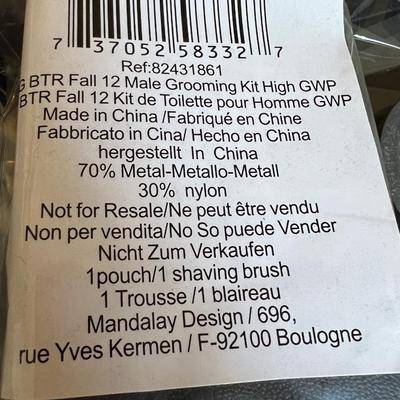 7 37052 58332 7
Ref:82431861
G BTR Fall 12 Male Grooming Kit High GWP
BTR Fall 12 Kit de Toilette pour Homme GWP
Made in China /Fabriqué en Chine
Fabbricato in Cina/ Hecho en China
hergestellt In China
70% Metal-Metallo-Metall
30% nylon
Not for Resale/Ne peut être vendu
Non per vendita/No So puede Vender
Nicht Zum Verkaufen
1pouch/1 shaving brush
1 Trousse /1 blaireau
Mandalay Design / 696,
rue Yves Kermen / F-92100 Boulogne